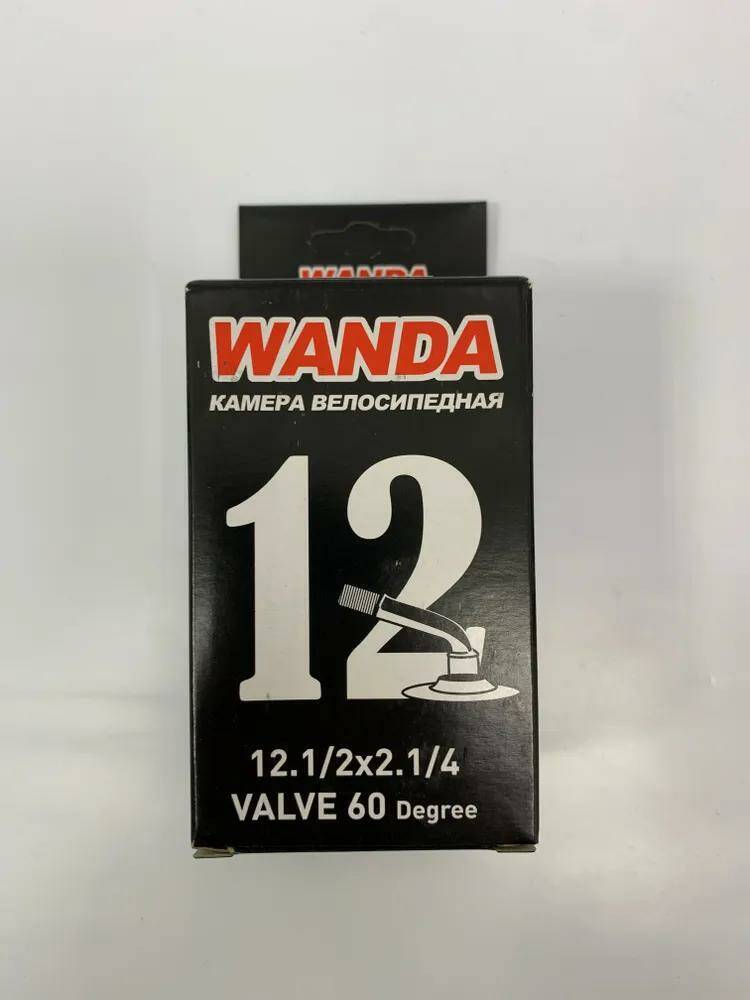 WANDA
WANDA
КАМЕРА ВЕЛОСИПЕДНАЯ
12
12.1/2x2.1/4
VALVE 60 Degree